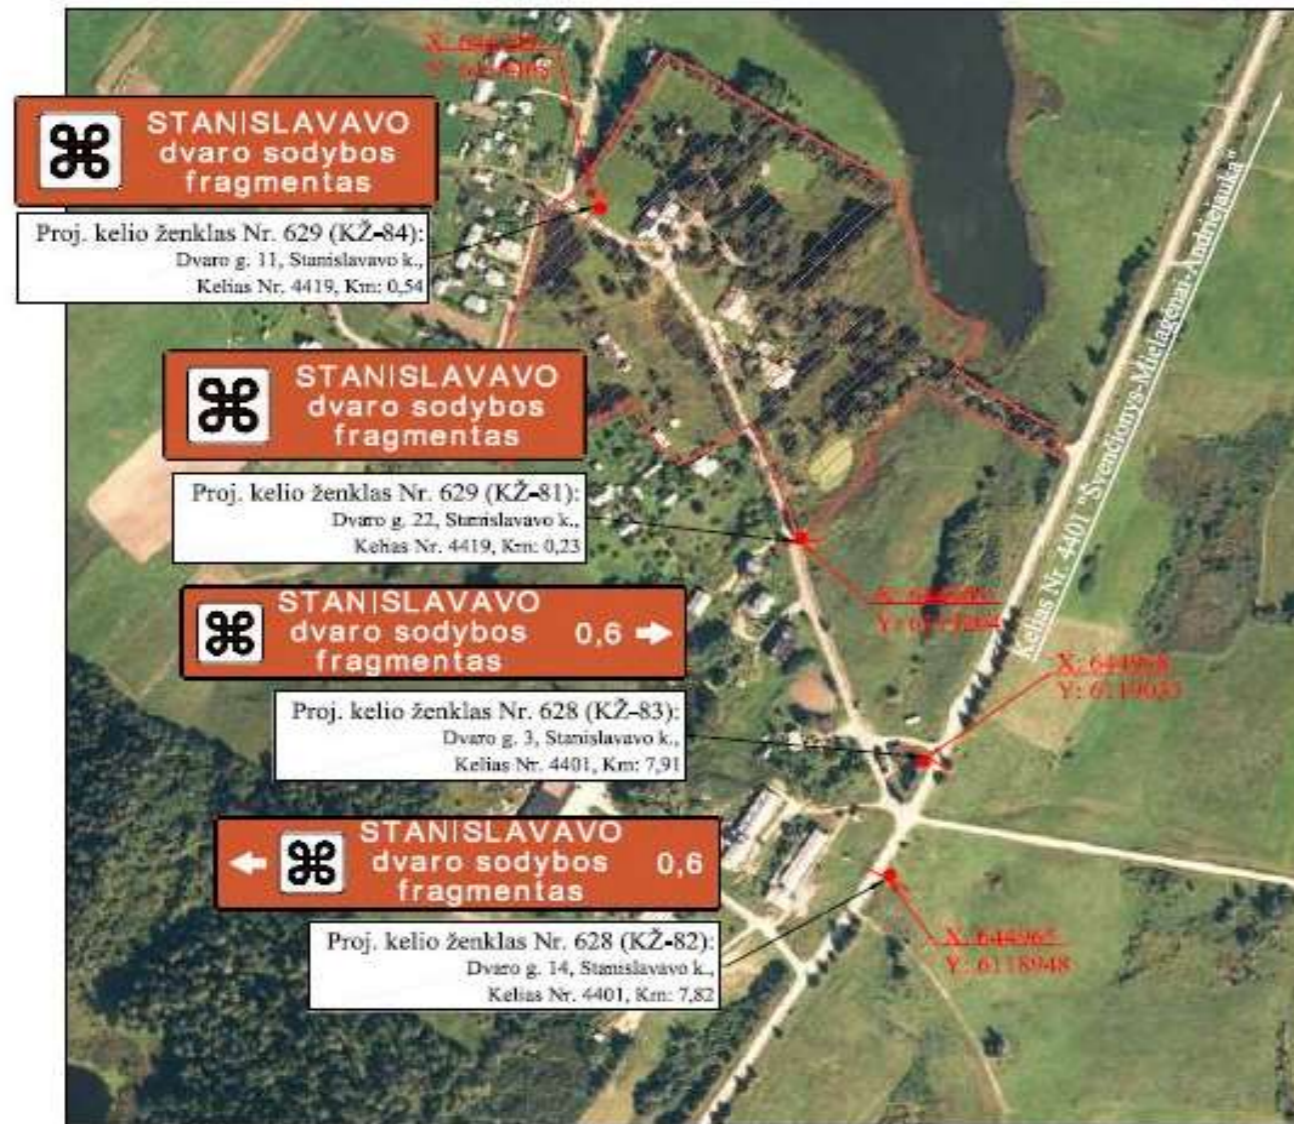 STANISLAVAVO
dvaro sodybos
fragmentas
Proj. kelio ženklas Nr. 629 (KŽ-84):
Dvaro g. 11, Stanislavavo k.,
Kelias Nr. 4419, Km: 0,54
STANISLAVAVO
dvaro sodybos
fragmentas
Proj. kelio ženklas Nr. 629 (KŽ-81):
Dvaro g. 22, Stanislavavo k.,
Kelias Nr. 4419, Km: 0,23
STANISLAVAVO
dvaro sodybos 0,6
fragmentas
Proj. kelio ženklas Nr. 628 (KŽ-83):
Dvaro g. 3, Stanislavavo k.,
Kelias Nr. 4401, Km: 7,91
STANISLAVAVO
dvaro sodybos 0,6
fragmentas
Proj. kelio ženklas Nr. 628 (KŽ-82):
Dvaro g. 14, Stanislavavo k.,
Kelias Nr. 4401, Km: 7,82
Kelias Nr. 4401 "Švenčionys-Mielagėnai-Andriejauka"
X: 644965
Y: 6118948